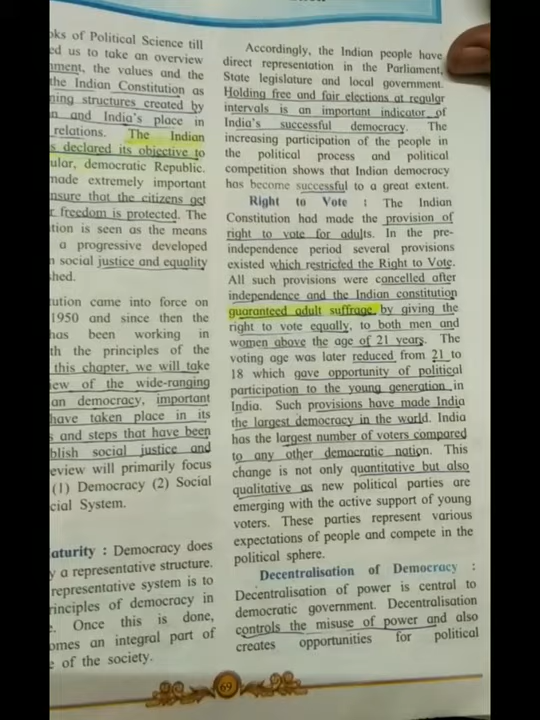 oks of Political Science till
ed us to take an overview
nment, the values and the
the Indian Constitution as
ning structures created by
n and India's place in
relations. The Indian
s declared its objective to
ular, democratic Republic.
made extremely important
nsure that the citizens get
r freedom is protected. The
tion is seen as the means
a progressive developed
n social justice and equality
hed.
ution came into force on
1950 and since then the
has been working in
th the principles of the
this chapter, we will take
ew of the wide-ranging
an democracy, important
have taken place in its
s and steps that have been
blish social justice and
eview will primarily focus
(1) Democracy (2) Social
cial System.
aturity : Democracy does
y a representative structure.
representative system is to
rinciples of democracy in
. Once this is done,
omes an integral part of
e of the society.
Accordingly, the Indian people have
direct representation in the Parliament,
State legislature and local government.
Holding free and fair elections at regular
intervals is an important indicator of
India's successful democracy. The
increasing participation of the people in
the political process and political
competition shows that Indian democracy
has become successful to a great extent.
Right to Vote : The Indian
Constitution had made the provision of
right to vote for adults. In the pre-
independence period several provisions
existed which restricted the Right to Vote.
All such provisions were cancelled after
independence and the Indian constitution
guaranteed adult suffrage by giving the
right to vote equally, to both men and
women above the age of 21 years. The
voting age was later reduced from 21 to
18 which gave opportunity of political
participation to the young generation in
India. Such provisions have made India
the largest democracy in the world. India
has the largest number of voters compared
to any other democratic nation. This
change is not only quantitative but also
qualitative as new political parties are
emerging with the active support of young
voters. These parties represent various
expectations of people and compete in the
political sphere.
Decentralisation of Democracy :
Decentralisation of power is central to
democratic government. Decentralisation
controls the misuse of power and also
creates opportunities for political
69